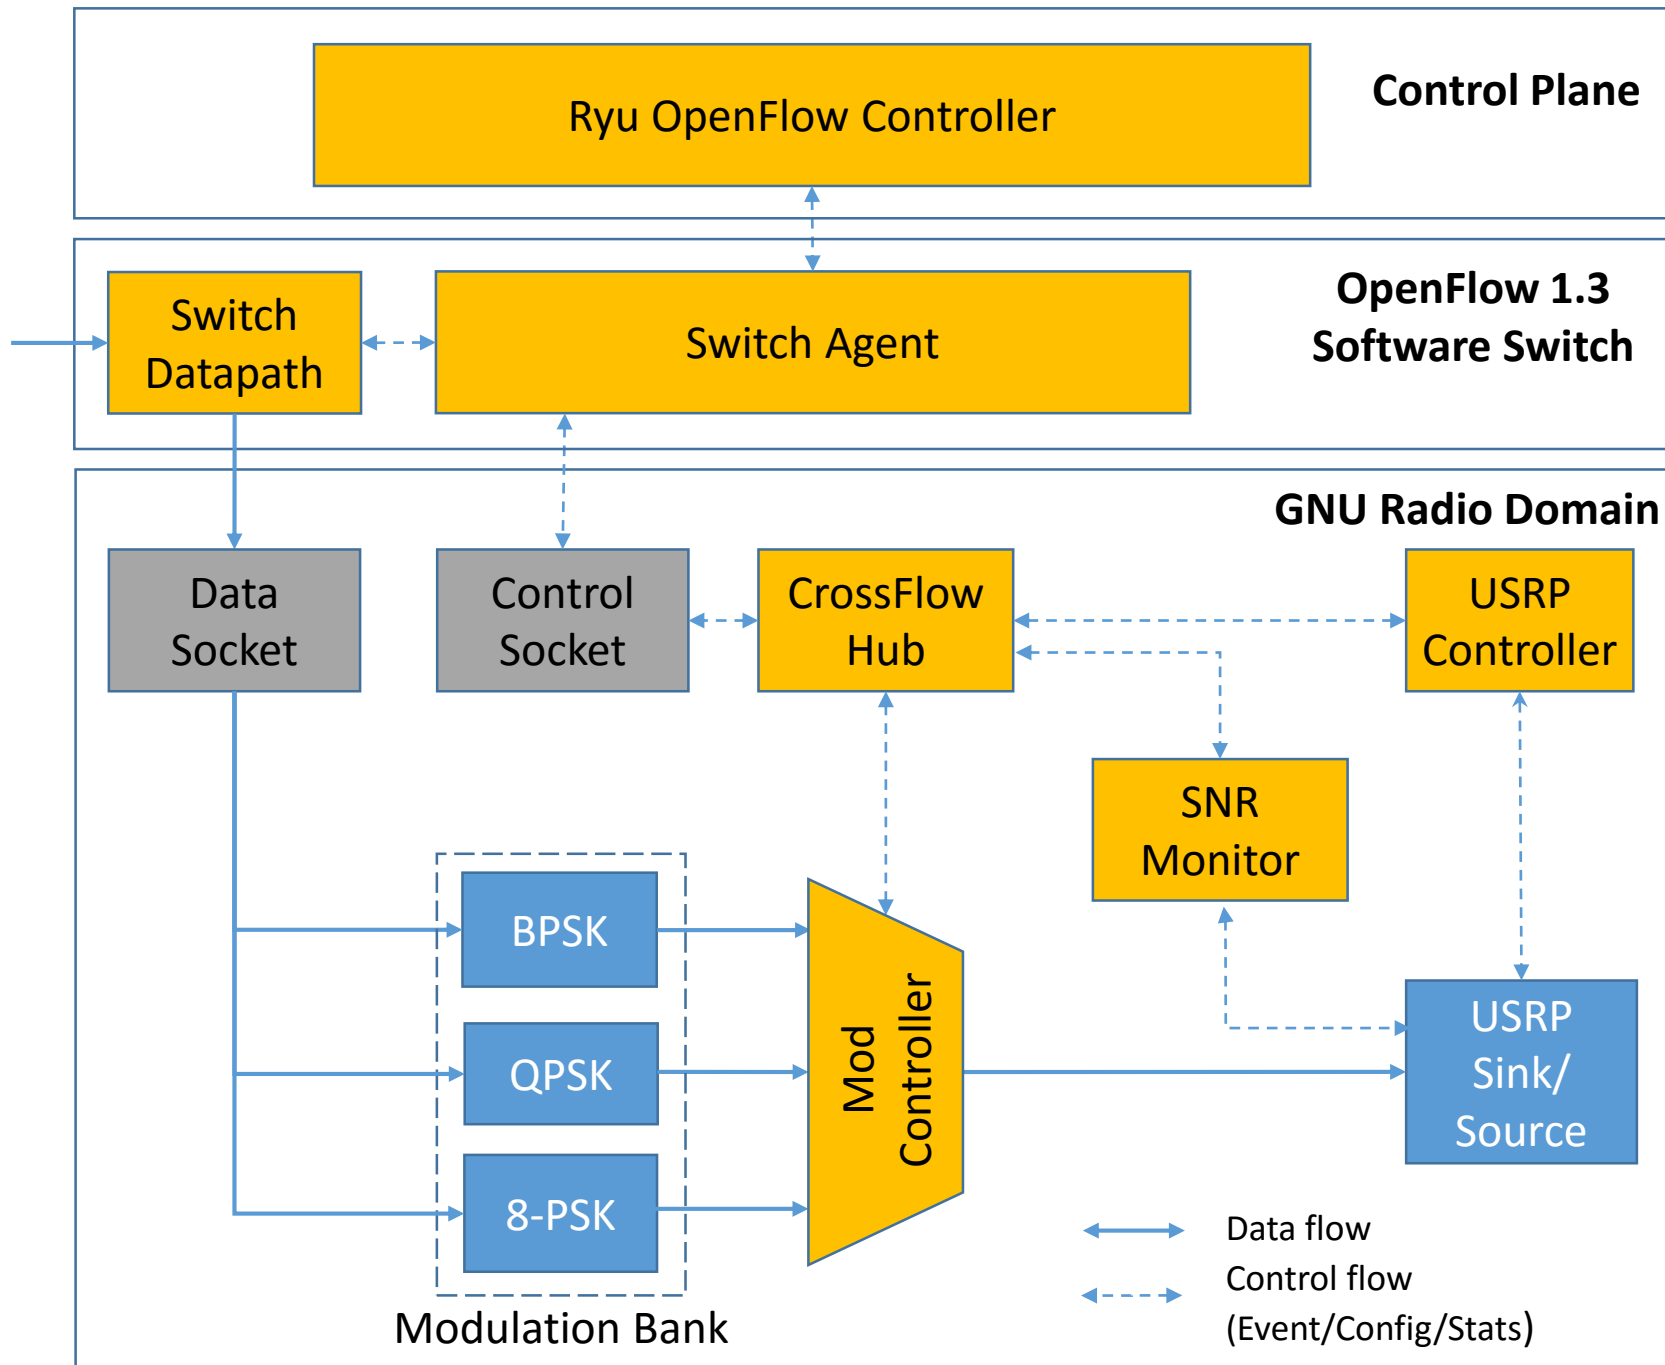 Control Plane
Ryu OpenFlow Controller
OpenFlow 1.3
Software Switch
Switch
Datapath
Switch Agent
GNU Radio Domain
Data
Socket
Control
Socket
CrossFlow
Hub
USRP
Controller
SNR
Monitor
BPSK
QPSK
8-PSK
Modulation Bank
Mod
Controller
USRP
Sink/
Source
Data flow
Control flow
(Event/Config/Stats)